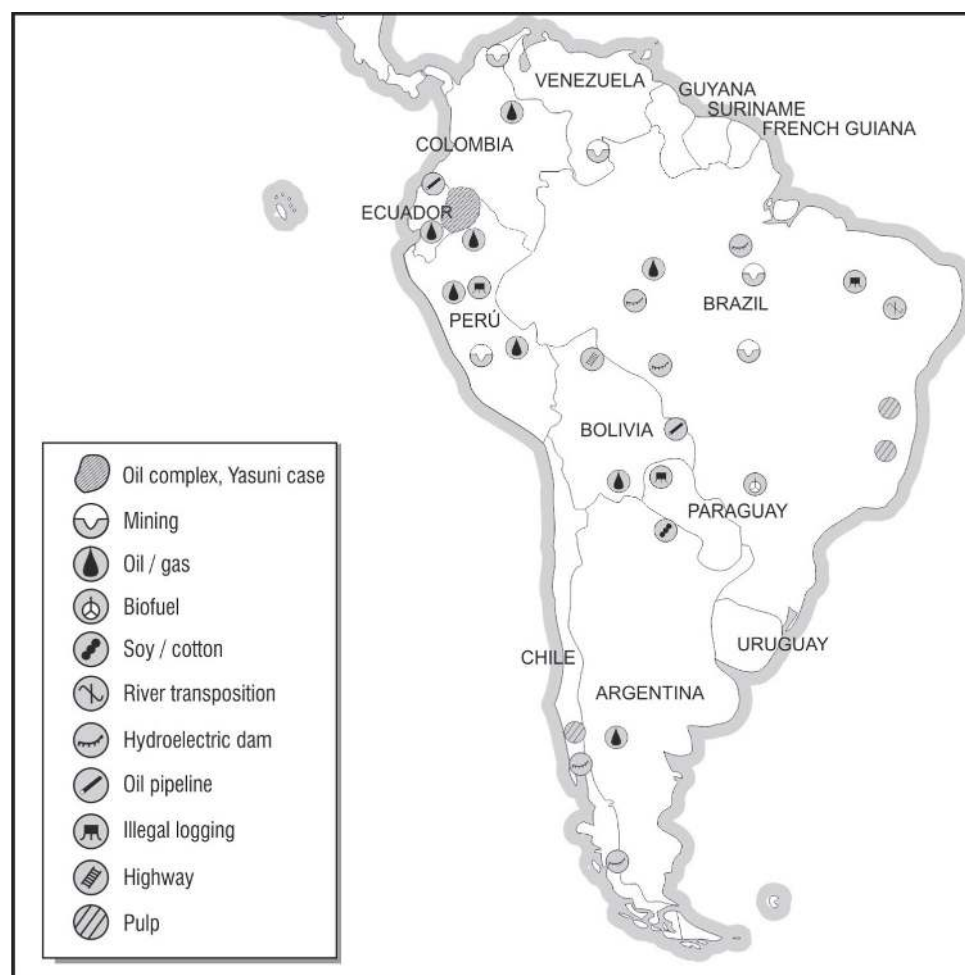 VENEZUELA
GUYANA
SURINAME
FRENCH GUIANA
COLOMBIA
ECUADOR
BRAZIL
PERÚ
BOLIVIA
PARAGUAY
URUGUAY
CHILE
ARGENTINA
Oil complex, Yasuni case
Mining
Oil / gas
Biofuel
Soy / cotton
River transposition
Hydroelectric dam
Oil pipeline
Illegal logging
Highway
Pulp